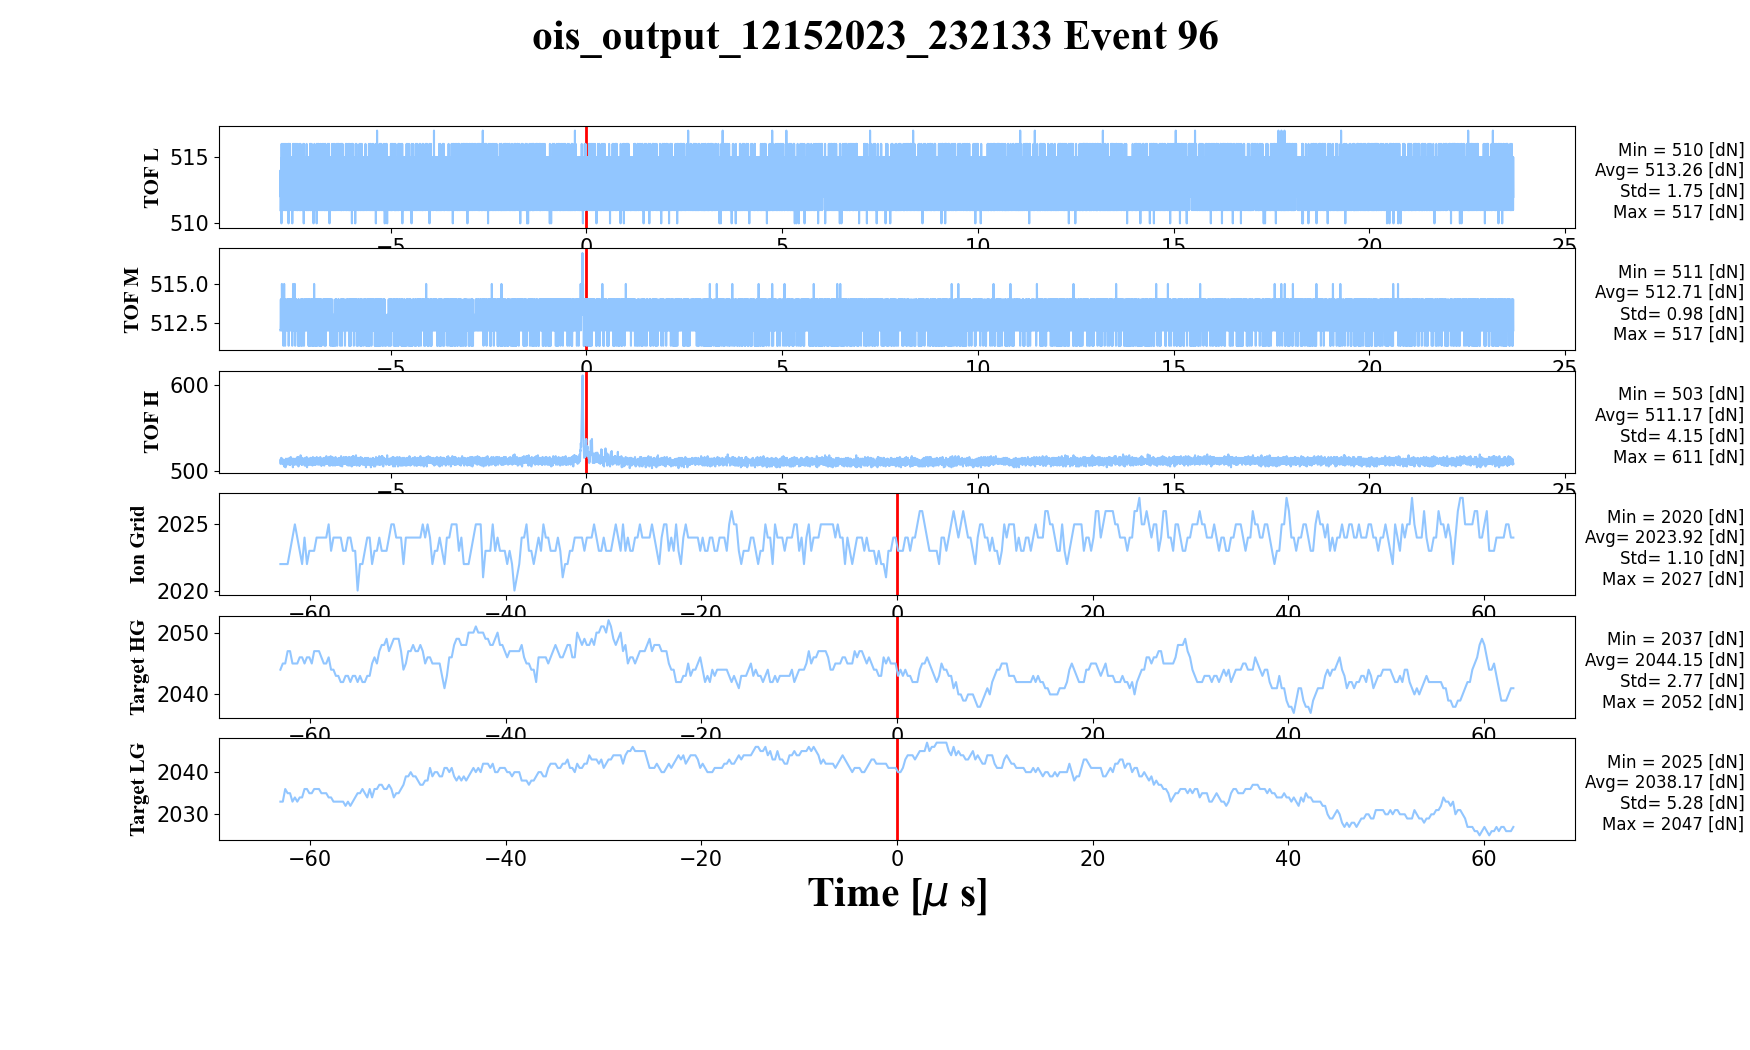 ois_output_12152023_232133 Event 96
TOF L
515
510
−5
0
5
10
15
20
25
Min = 510 [dN]
Avg= 513.26 [dN]
Std= 1.75 [dN]
Max = 517 [dN]
TOF M
515.0
512.5
−5
0
5
10
15
20
25
Min = 511 [dN]
Avg= 512.71 [dN]
Std= 0.98 [dN]
Max = 517 [dN]
TOF H
600
500
−5
0
5
10
15
20
25
Min = 503 [dN]
Avg= 511.17 [dN]
Std= 4.15 [dN]
Max = 611 [dN]
Ion Grid
2025
2020
−60
−40
−20
0
20
40
60
Min = 2020 [dN]
Avg= 2023.92 [dN]
Std= 1.10 [dN]
Max = 2027 [dN]
Target HG
2050
2040
−60
−40
−20
0
20
40
60
Min = 2037 [dN]
Avg= 2044.15 [dN]
Std= 2.77 [dN]
Max = 2052 [dN]
Target LG
2040
2030
−60
−40
−20
0
20
40
60
Min = 2025 [dN]
Avg= 2038.17 [dN]
Std= 5.28 [dN]
Max = 2047 [dN]
Time [μ s]